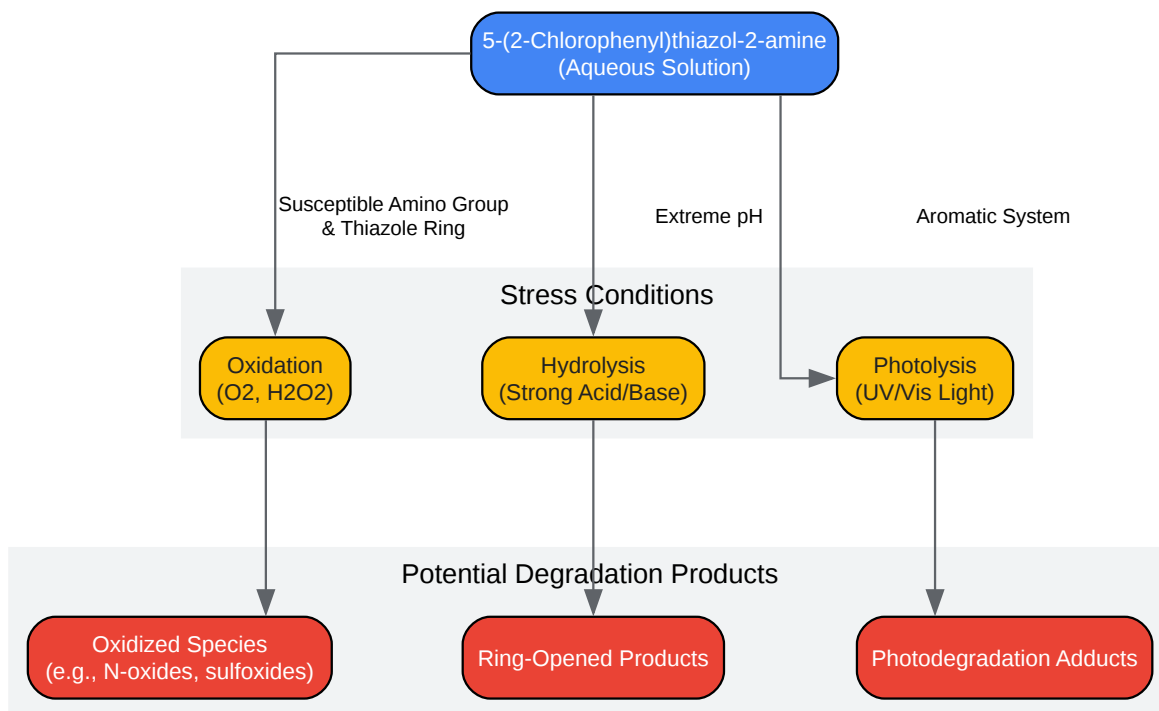 5-(2-Chlorophenyl)thiazol-2-amine
(Aqueous Solution)
Susceptible Amino Group
& Thiazole Ring
Extreme pH
Aromatic System
Stress Conditions
Oxidation
(O2, H2O2)
Hydrolysis
(Strong Acid/Base)
Photolysis
(UV/Vis Light)
Potential Degradation Products
Oxidized Species
(e.g., N-oxides, sulfoxides)
Ring-Opened Products
Photodegradation Adducts